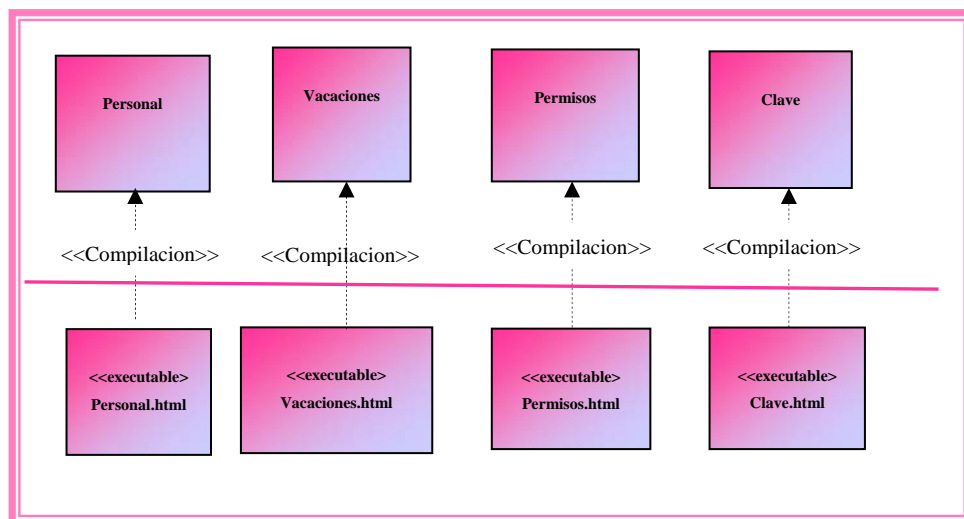 Personal
Vacaciones
Permisos
Clave
<<Compilacion>>
<<Compilacion>>
<<Compilacion>>
<<Compilacion>>
<<executable>
Personal.html
<<executable>
Vacaciones.html
<<executable>
Permisos.html
<<executable>
Clave.html